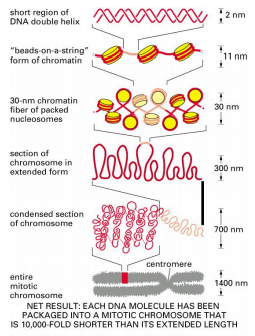 short region of
DNA double helix
2 nm
"beads-on-a-string"
form of chromatin
11 nm
30-nm chromatin
fiber of packed
nucleosomes
30 nm
section of
chromosome in
extended form
300 nm
condensed section
of chromosome
700 nm
centromere
entire
mitotic
chromosome
1400 nm
NET RESULT: EACH DNA MOLECULE HAS BEEN
PACKAGED INTO A MITOTIC CHROMOSOME THAT
IS 10,000-FOLD SHORTER THAN ITS EXTENDED LENGTH